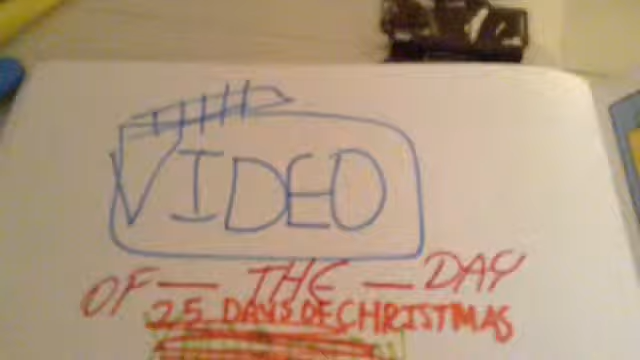 VIDEO
OF — THE — DAY
25 DAYS OF CHRISTMAS